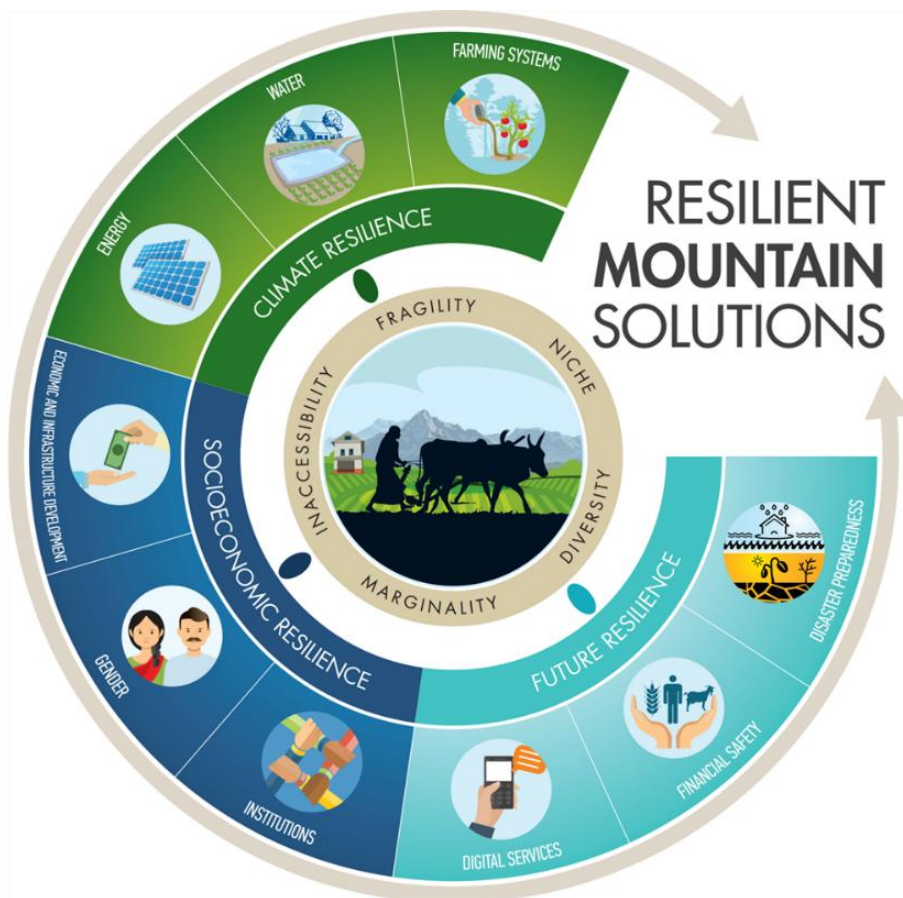 RESILIENT
MOUNTAIN
SOLUTIONS
FARMING SYSTEMS
WATER
ENERGY
CLIMATE RESILIENCE
ECONOMIC AND INFRASTRUCTURE DEVELOPMENT
GENDER
INSTITUTIONS
SOCIOECONOMIC RESILIENCE
DIGITAL SERVICES
FINANCIAL SAFETY
DISASTER PREPAREDNESS
FUTURE RESILIENCE
FRAGILITY
NICHE
DIVERSITY
MARGINALITY
INACCESSIBILITY